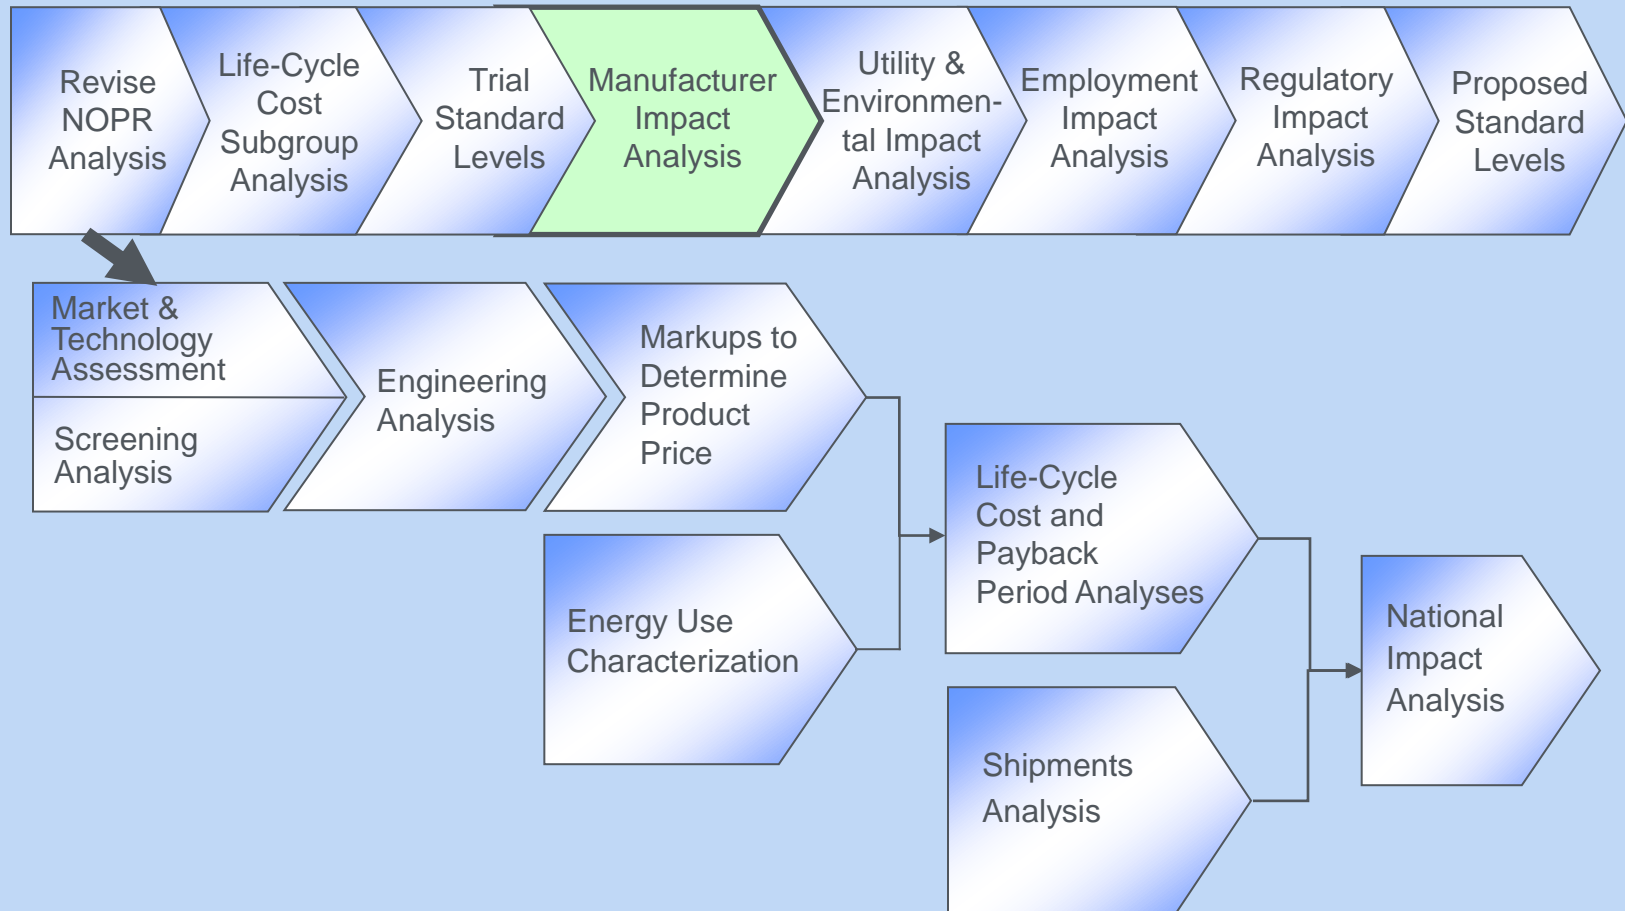 Revise
NOPR
Analysis
Life-Cycle
Cost
Subgroup
Analysis
Trial
Standard
Levels
Manufacturer
Impact
Analysis
Utility &
Environmen-
tal Impact
Analysis
Employment
Impact
Analysis
Regulatory
Impact
Analysis
Proposed
Standard
Levels
Market &
Technology
Assessment
Screening
Analysis
Engineering
Analysis
Markups to
Determine
Product
Price
Energy Use
Characterization
Life-Cycle
Cost and
Payback
Period Analyses
Shipments
Analysis
National
Impact
Analysis